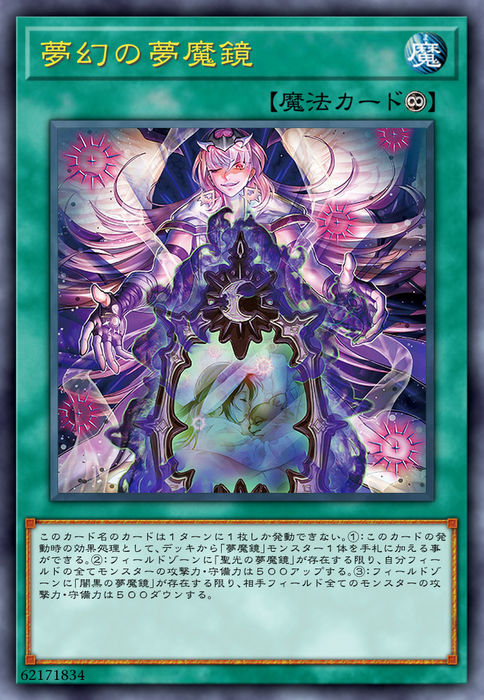 夢幻の夢魔鏡
魔
【魔法カード♾】
このカード名のカードは１ターンに１枚しか発動できない。①：このカードの発
動時の効果処理として、デッキから「夢魔鏡」モンスター１体を手札に加える事
ができる。②：フィールドゾーンに「聖光の夢魔鏡」が存在する限り、自分フィー
ルドの全てモンスターの攻撃力・守備力は５００アップする。③：フィールドゾ
ーンに「闇黒の夢魔鏡」が存在する限り、相手フィールド全てのモンスターの攻
撃力・守備力は５００ダウンする。
62171834